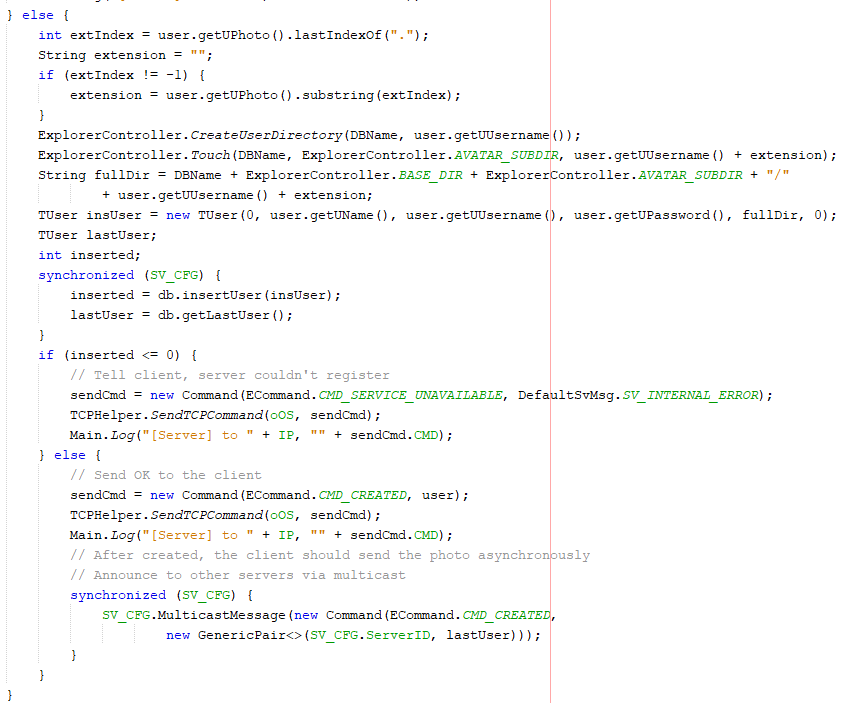 } else {
    int extIndex = user.getUPhoto().lastIndexOf(".");
    String extension = "";
    if (extIndex != -1) {
        extension = user.getUPhoto().substring(extIndex);
    }
    ExplorerController.CreateUserDirectory(DBName, user.getUUsername());
    ExplorerController.Touch(DBName, ExplorerController.AVATAR_SUBDIR, user.getUUsername() + extension);
    String fullDir = DBName + ExplorerController.BASE_DIR + ExplorerController.AVATAR_SUBDIR + "/"
            + user.getUUsername() + extension;
    TUser insUser = new TUser(0, user.getUName(), user.getUUsername(), user.getUPassword(), fullDir, 0);
    TUser lastUser;
    int inserted;
    synchronized (SV_CFG) {
        inserted = db.insertUser(insUser);
        lastUser = db.getLastUser();
    }
    if (inserted <= 0) {
        // Tell client, server couldn't register
        sendCmd = new Command(ECommand.CMD_SERVICE_UNAVAILABLE, DefaultSvMsg.SV_INTERNAL_ERROR);
        TCPHelper.SendTCPCommand(oOS, sendCmd);
        Main.Log("[Server] to " + IP, "" + sendCmd.CMD);
    } else {
        // Send OK to the client
        sendCmd = new Command(ECommand.CMD_CREATED, user);
        TCPHelper.SendTCPCommand(oOS, sendCmd);
        Main.Log("[Server] to " + IP, "" + sendCmd.CMD);
        // After created, the client should send the photo asynchronously
        // Announce to other servers via multicast
        synchronized (SV_CFG) {
            SV_CFG.MulticastMessage(new Command(ECommand.CMD_CREATED,
                    new GenericPair<>(SV_CFG.ServerID, lastUser)));
        }
    }
}